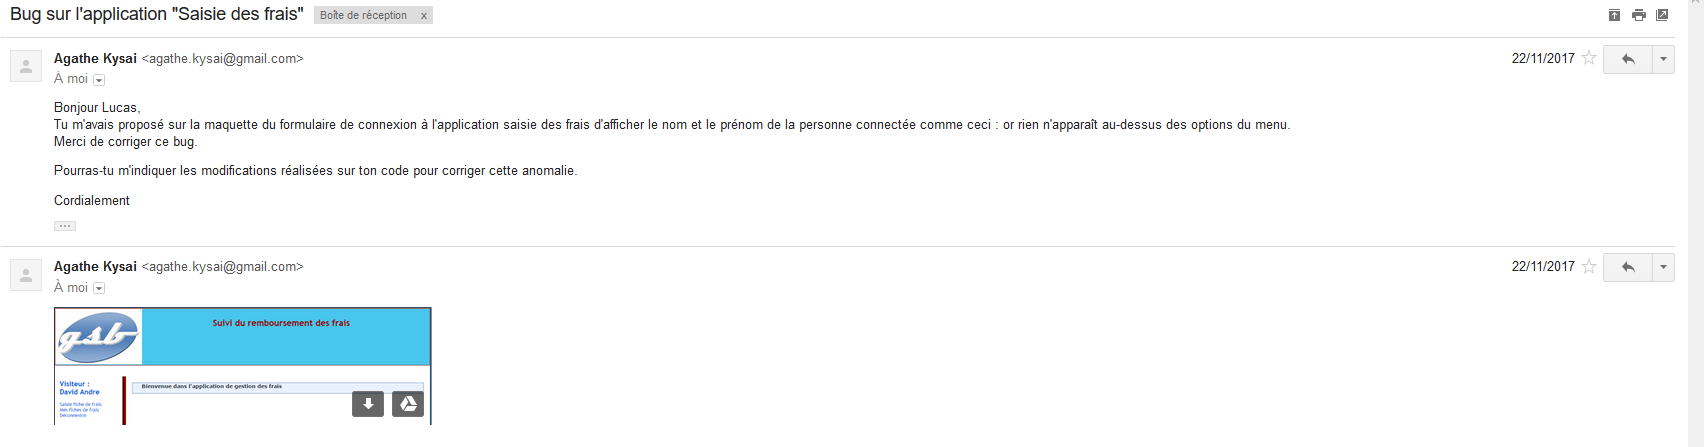 Bug sur l'application "Saisie des frais" Boîte de réception x
Agathe Kysai <agathe.kysai@gmail.com> 22/11/2017
À moi
Bonjour Lucas,
Tu m'avais proposé sur la maquette du formulaire de connexion à l'application saisie des frais d'afficher le nom et le prénom de la personne connectée comme ceci : or rien n'apparaît au-dessus des options du menu.
Merci de corriger ce bug.
Pourras-tu m'indiquer les modifications réalisées sur ton code pour corriger cette anomalie.
Cordialement
Agathe Kysai <agathe.kysai@gmail.com> 22/11/2017
À moi
gsb
Suivi du remboursement des frais
Visiteur :
David Andre
Bienvenue dans l'application de gestion des frais
Saisie fiche de frais
Mes fiches de frais
Déconnexion